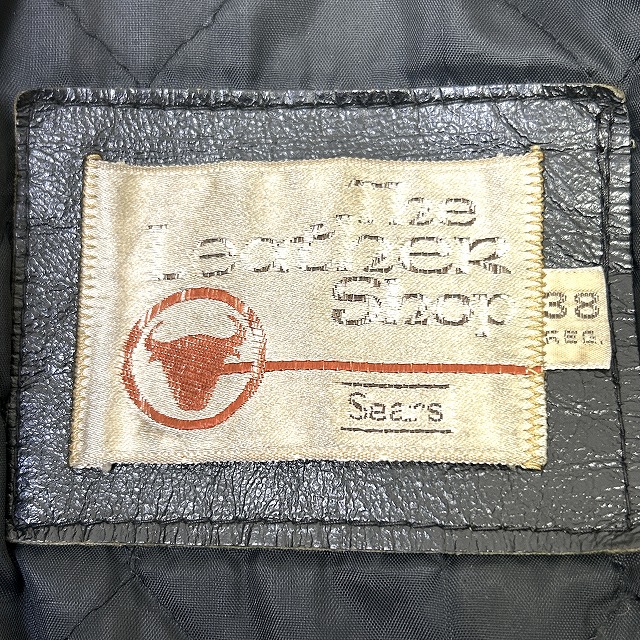 The
Leather
Shop
Sears
38
REG.